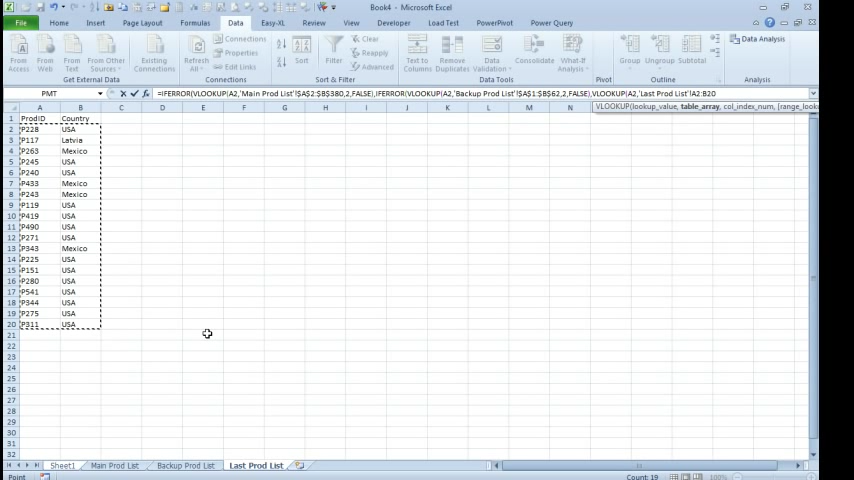 Book4 - Microsoft Excel
File Home Insert Page Layout Formulas Data Easy-XL Review View Developer Load Test PowerPivot Power Query
From Access From Web From Text From Other Sources Existing Connections
Refresh All Connections Properties Edit Links
Sort Filter Clear Reapply Advanced
Text to Columns Remove Duplicates Data Validation Consolidate What-If Analysis
Group Ungroup Subtotal Data Analysis
Get External Data Connections Sort & Filter Data Tools Pivot Outline Analysis
PMT =IFERROR(VLOOKUP(A2,'Main Prod List'!$A$2:$B$380,2,FALSE),IFERROR(VLOOKUP(A2,'Backup Prod List'!$A$1:$B$62,2,FALSE),VLOOKUP(A2,'Last Prod List'!A2:B20
VLOOKUP(lookup_value, table_array, col_index_num, [range_looku
A B C D E F G H I J K L M N
1 ProdID Country
2 P228 USA
3 P117 Latvia
4 P263 Mexico
5 P245 USA
6 P240 USA
7 P433 Mexico
8 P243 Mexico
9 P119 USA
10 P419 USA
11 P490 USA
12 P271 USA
13 P343 Mexico
14 P225 USA
15 P151 USA
16 P280 USA
17 P541 USA
18 P344 USA
19 P275 USA
20 P311 USA
21
22
23
24
25
26
27
28
29
30
31
32
Sheet1 Main Prod List Backup Prod List Last Prod List
Point Count: 19 100%